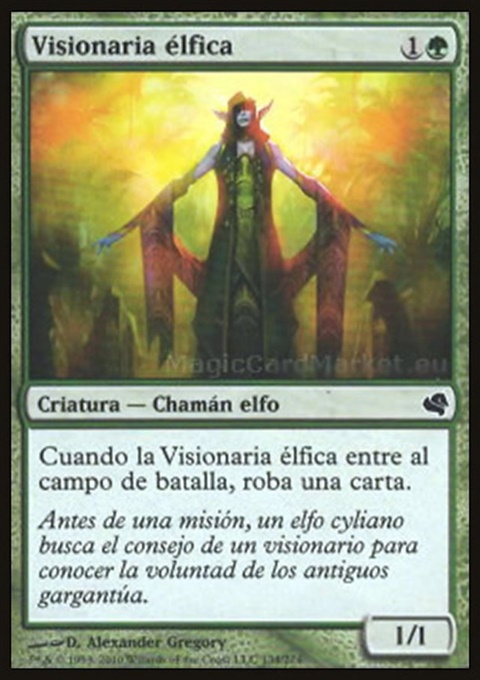 Visionaria élfica 1
MagicCardMarket.eu
Criatura — Chamán elfo
Cuando la Visionaria élfica entre al
campo de batalla, roba una carta.
Antes de una misión, un elfo cyliano
busca el consejo de un visionario para
conocer la voluntad de los antiguos
gargantúa.
D. Alexander Gregory
1/1